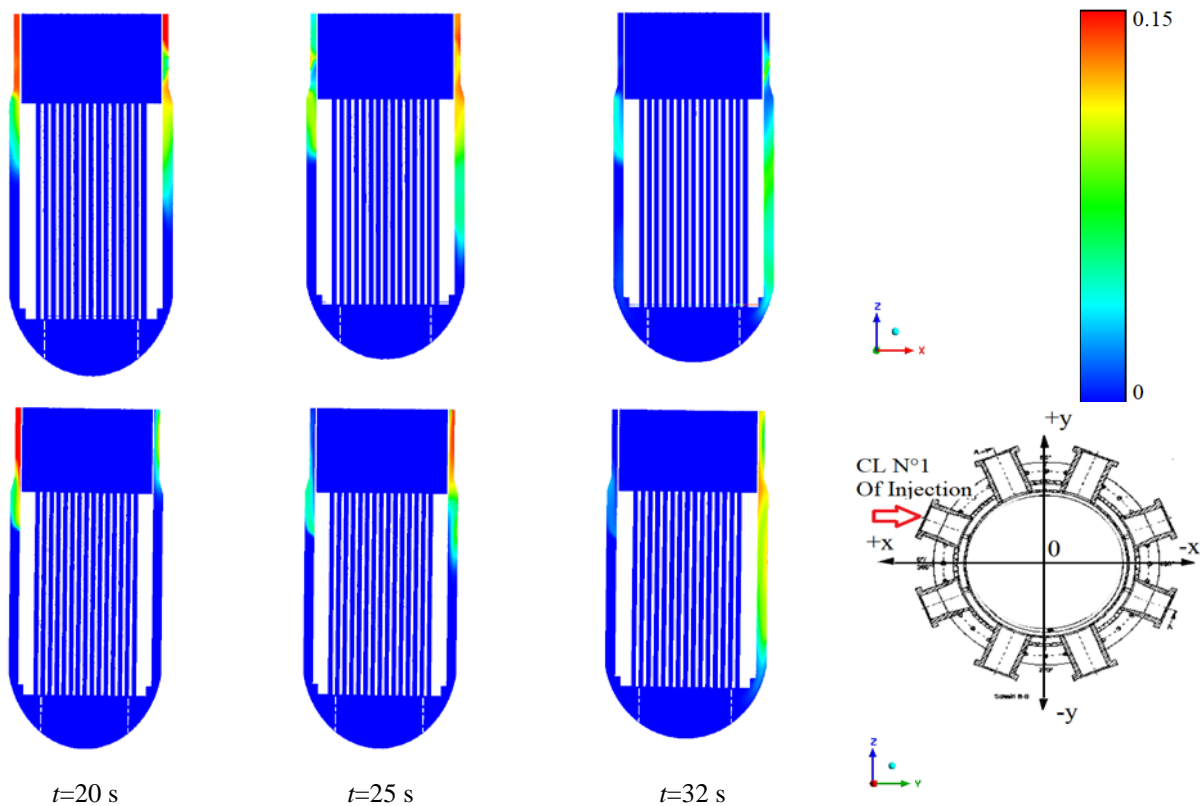 0.15
Z
X
0
+y
CL N°1
Of Injection
+x
0
-x
-y
Z
Y
t=20 s
t=25 s
t=32 s